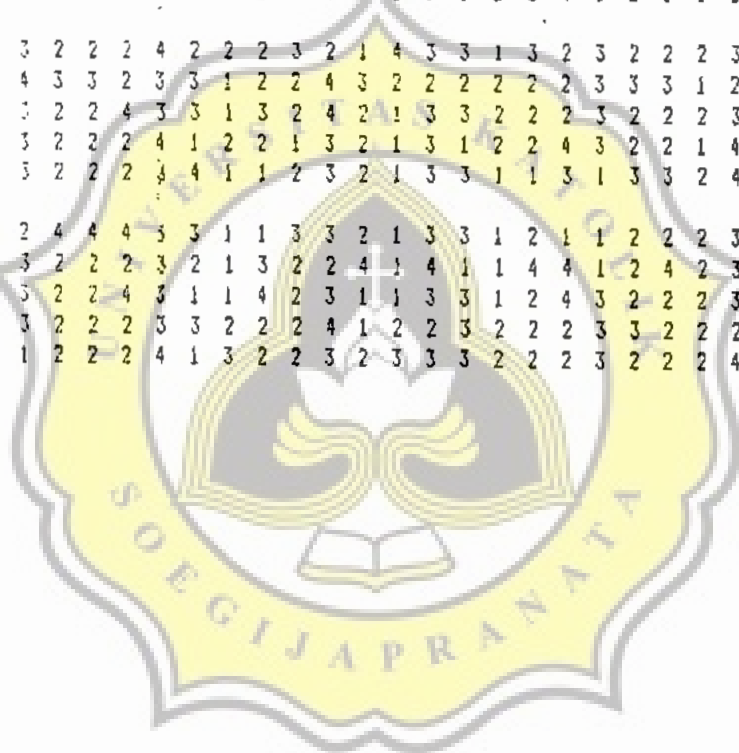 3 2 2 2 4 2 2 2 3 2 1 4 3 3 1 3 2 3 2 2 2 3
4 3 3 2 3 3 1 2 2 4 3 2 2 2 2 2 2 3 3 3 1 2
2 2 4 3 3 1 3 2 4 2 1 3 3 2 2 2 3 2 2 2 3
3 2 2 2 4 1 2 2 1 3 2 1 3 1 2 2 4 3 2 2 1 4
3 2 2 2 4 1 1 2 3 2 1 3 3 1 1 3 1 3 3 2 4
2 4 4 4 3 3 1 1 3 3 2 1 3 3 1 2 1 1 2 2 2 3
3 2 2 2 3 2 1 3 2 2 4 1 4 1 1 4 4 1 2 4 2 3
3 2 2 4 3 1 1 4 2 3 1 1 3 3 1 2 4 3 2 2 2 3
3 2 2 2 3 3 2 2 2 4 1 2 2 3 2 2 2 3 3 2 2 2
1 2 2 2 4 1 3 2 2 3 2 3 3 3 2 2 2 3 2 2 2 4
UNIVERSITAS KATOLIK
SOEGIJAPRANATA